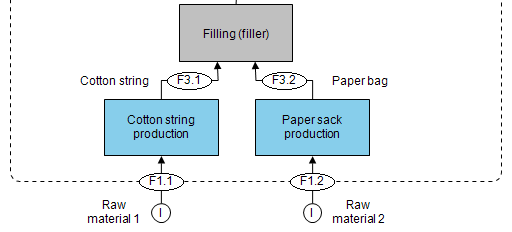 Filling (filler)
Cotton string
F3.1
F3.2
Paper bag
Cotton string
production
Paper sack
production
F1.1
F1.2
Raw
material 1
I
I
Raw
material 2